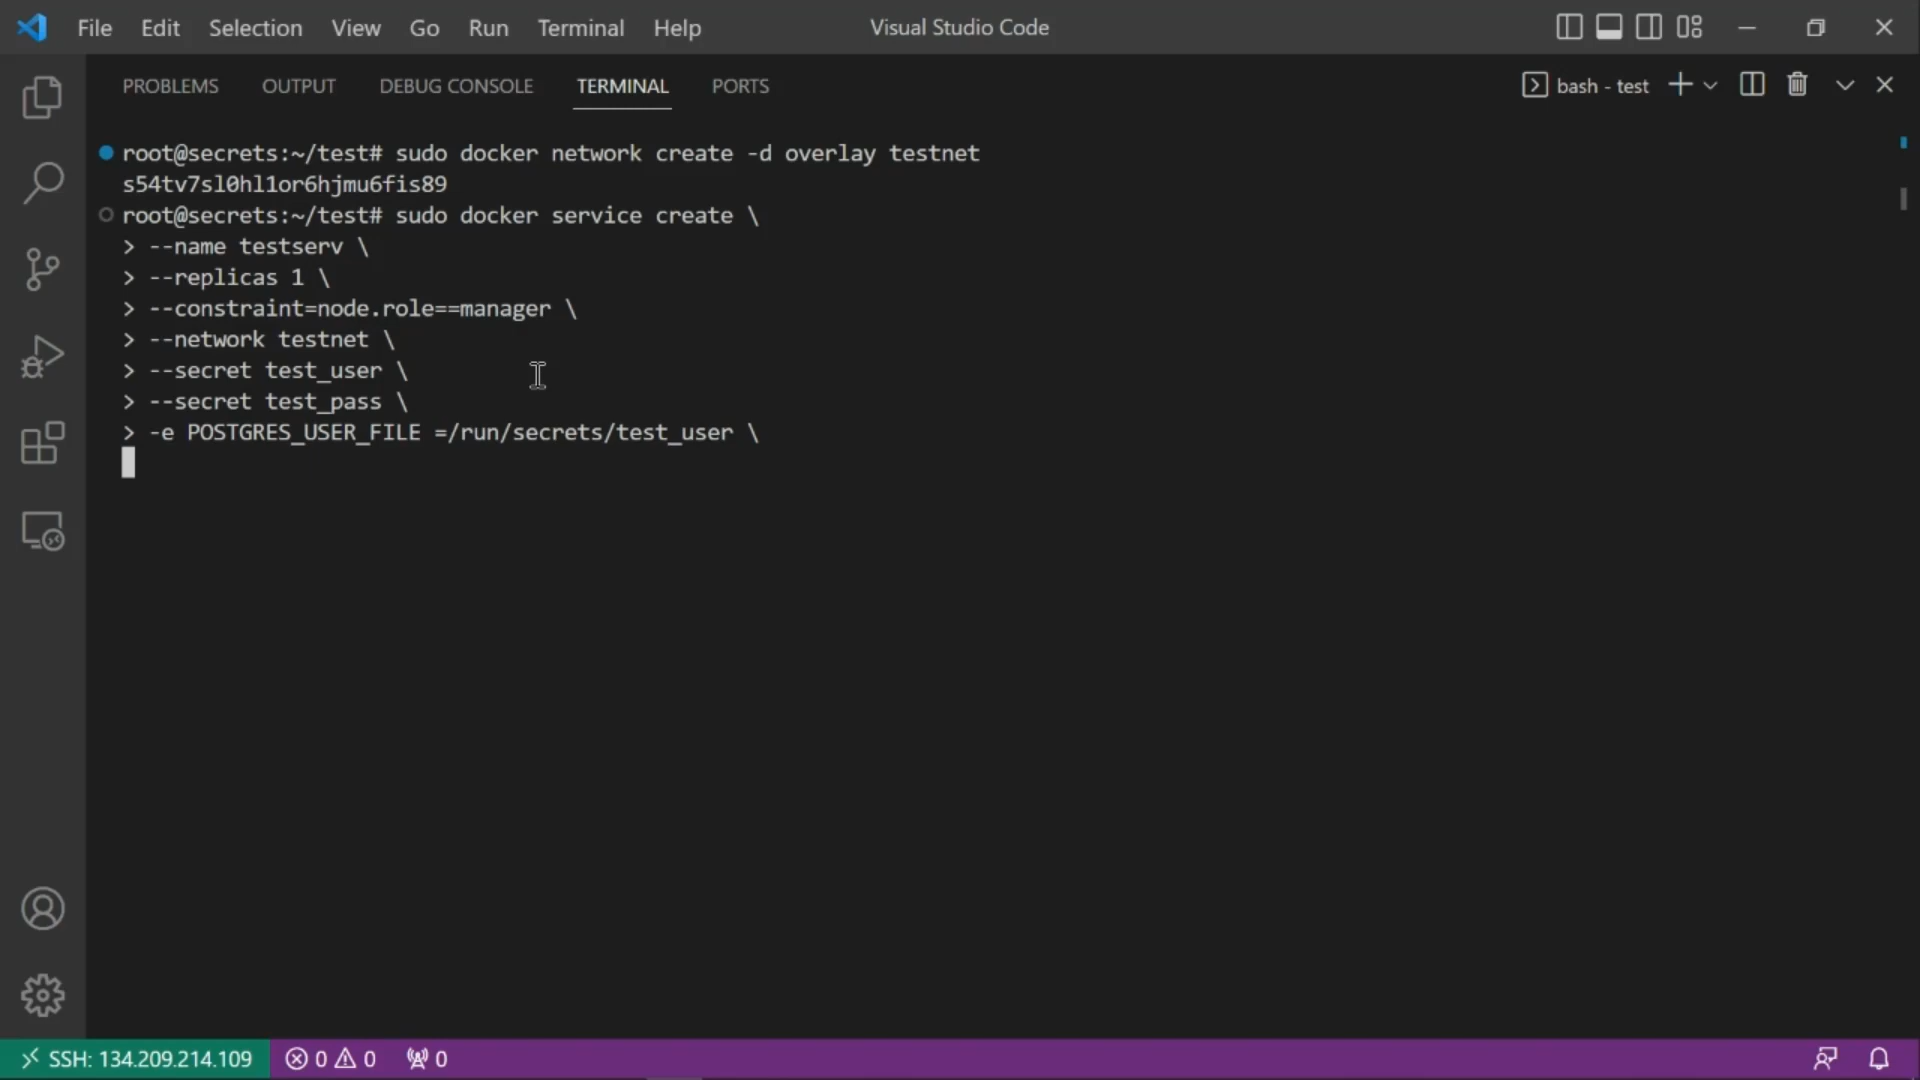 File Edit Selection View Go Run Terminal Help Visual Studio Code
PROBLEMS OUTPUT DEBUG CONSOLE TERMINAL PORTS bash - test
root@secrets:~/test# sudo docker network create -d overlay testnet
s54tv7sl0hl1or6hjmu6fis89
root@secrets:~/test# sudo docker service create \
> --name testserv \
> --replicas 1 \
> --constraint=node.role==manager \
> --network testnet \
> --secret test_user \
> --secret test_pass \
> -e POSTGRES_USER_FILE =/run/secrets/test_user \
SSH: 134.209.214.109 0 0 0